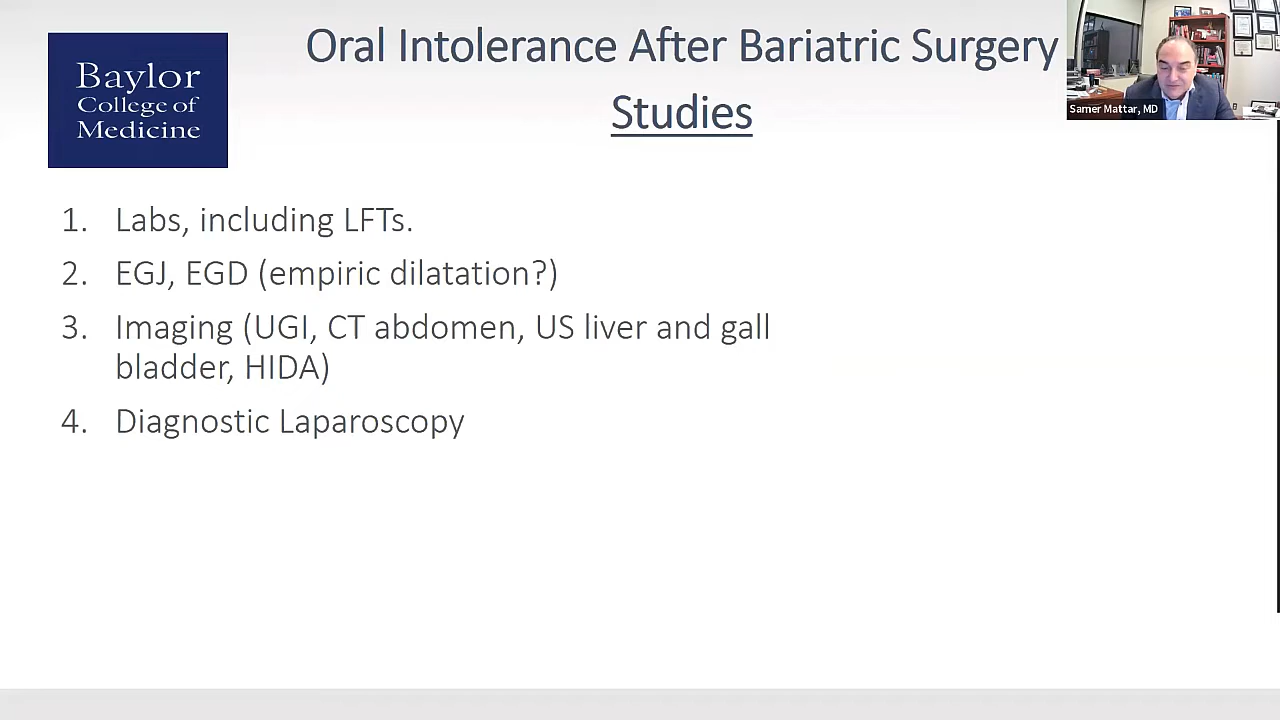 Baylor
College of
Medicine
Oral Intolerance After Bariatric Surgery
Studies
Samer Mattar, MD
1. Labs, including LFTs.
2. EGJ, EGD (empiric dilatation?)
3. Imaging (UGI, CT abdomen, US liver and gall
bladder, HIDA)
4. Diagnostic Laparoscopy